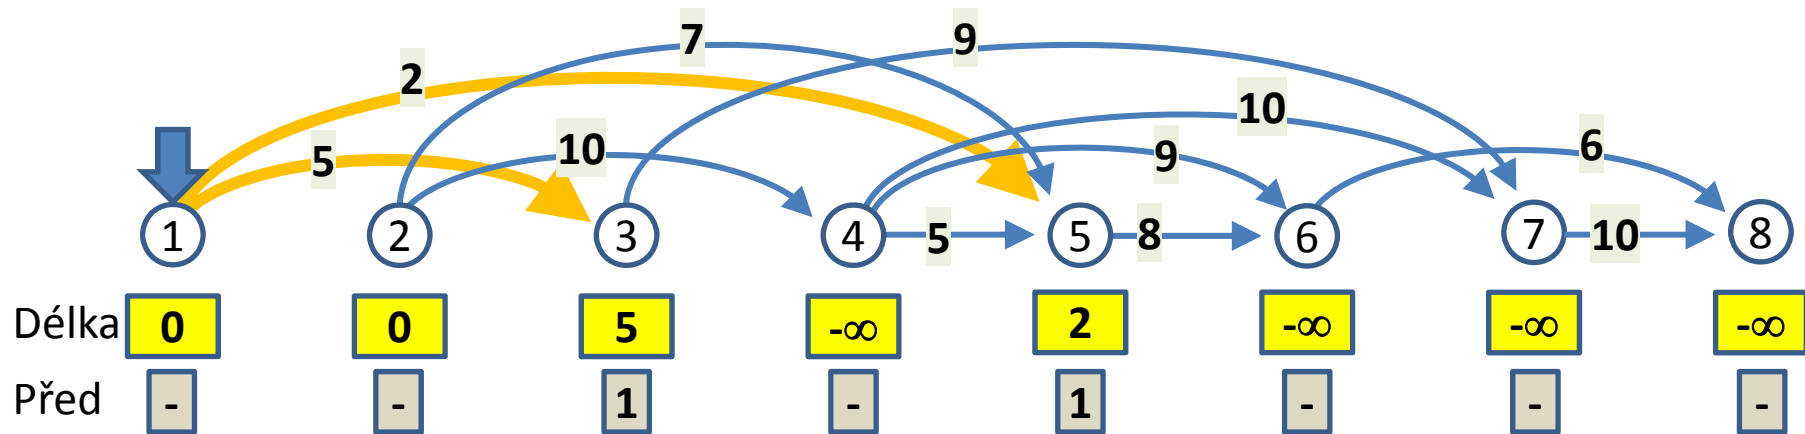 7 9
2 10
5 10 9 6
1 2 3 4 5 5 8 6 7 10 8
Délka 0 0 5 -∞ 2 -∞ -∞ -∞
Před - - 1 - 1 - - -